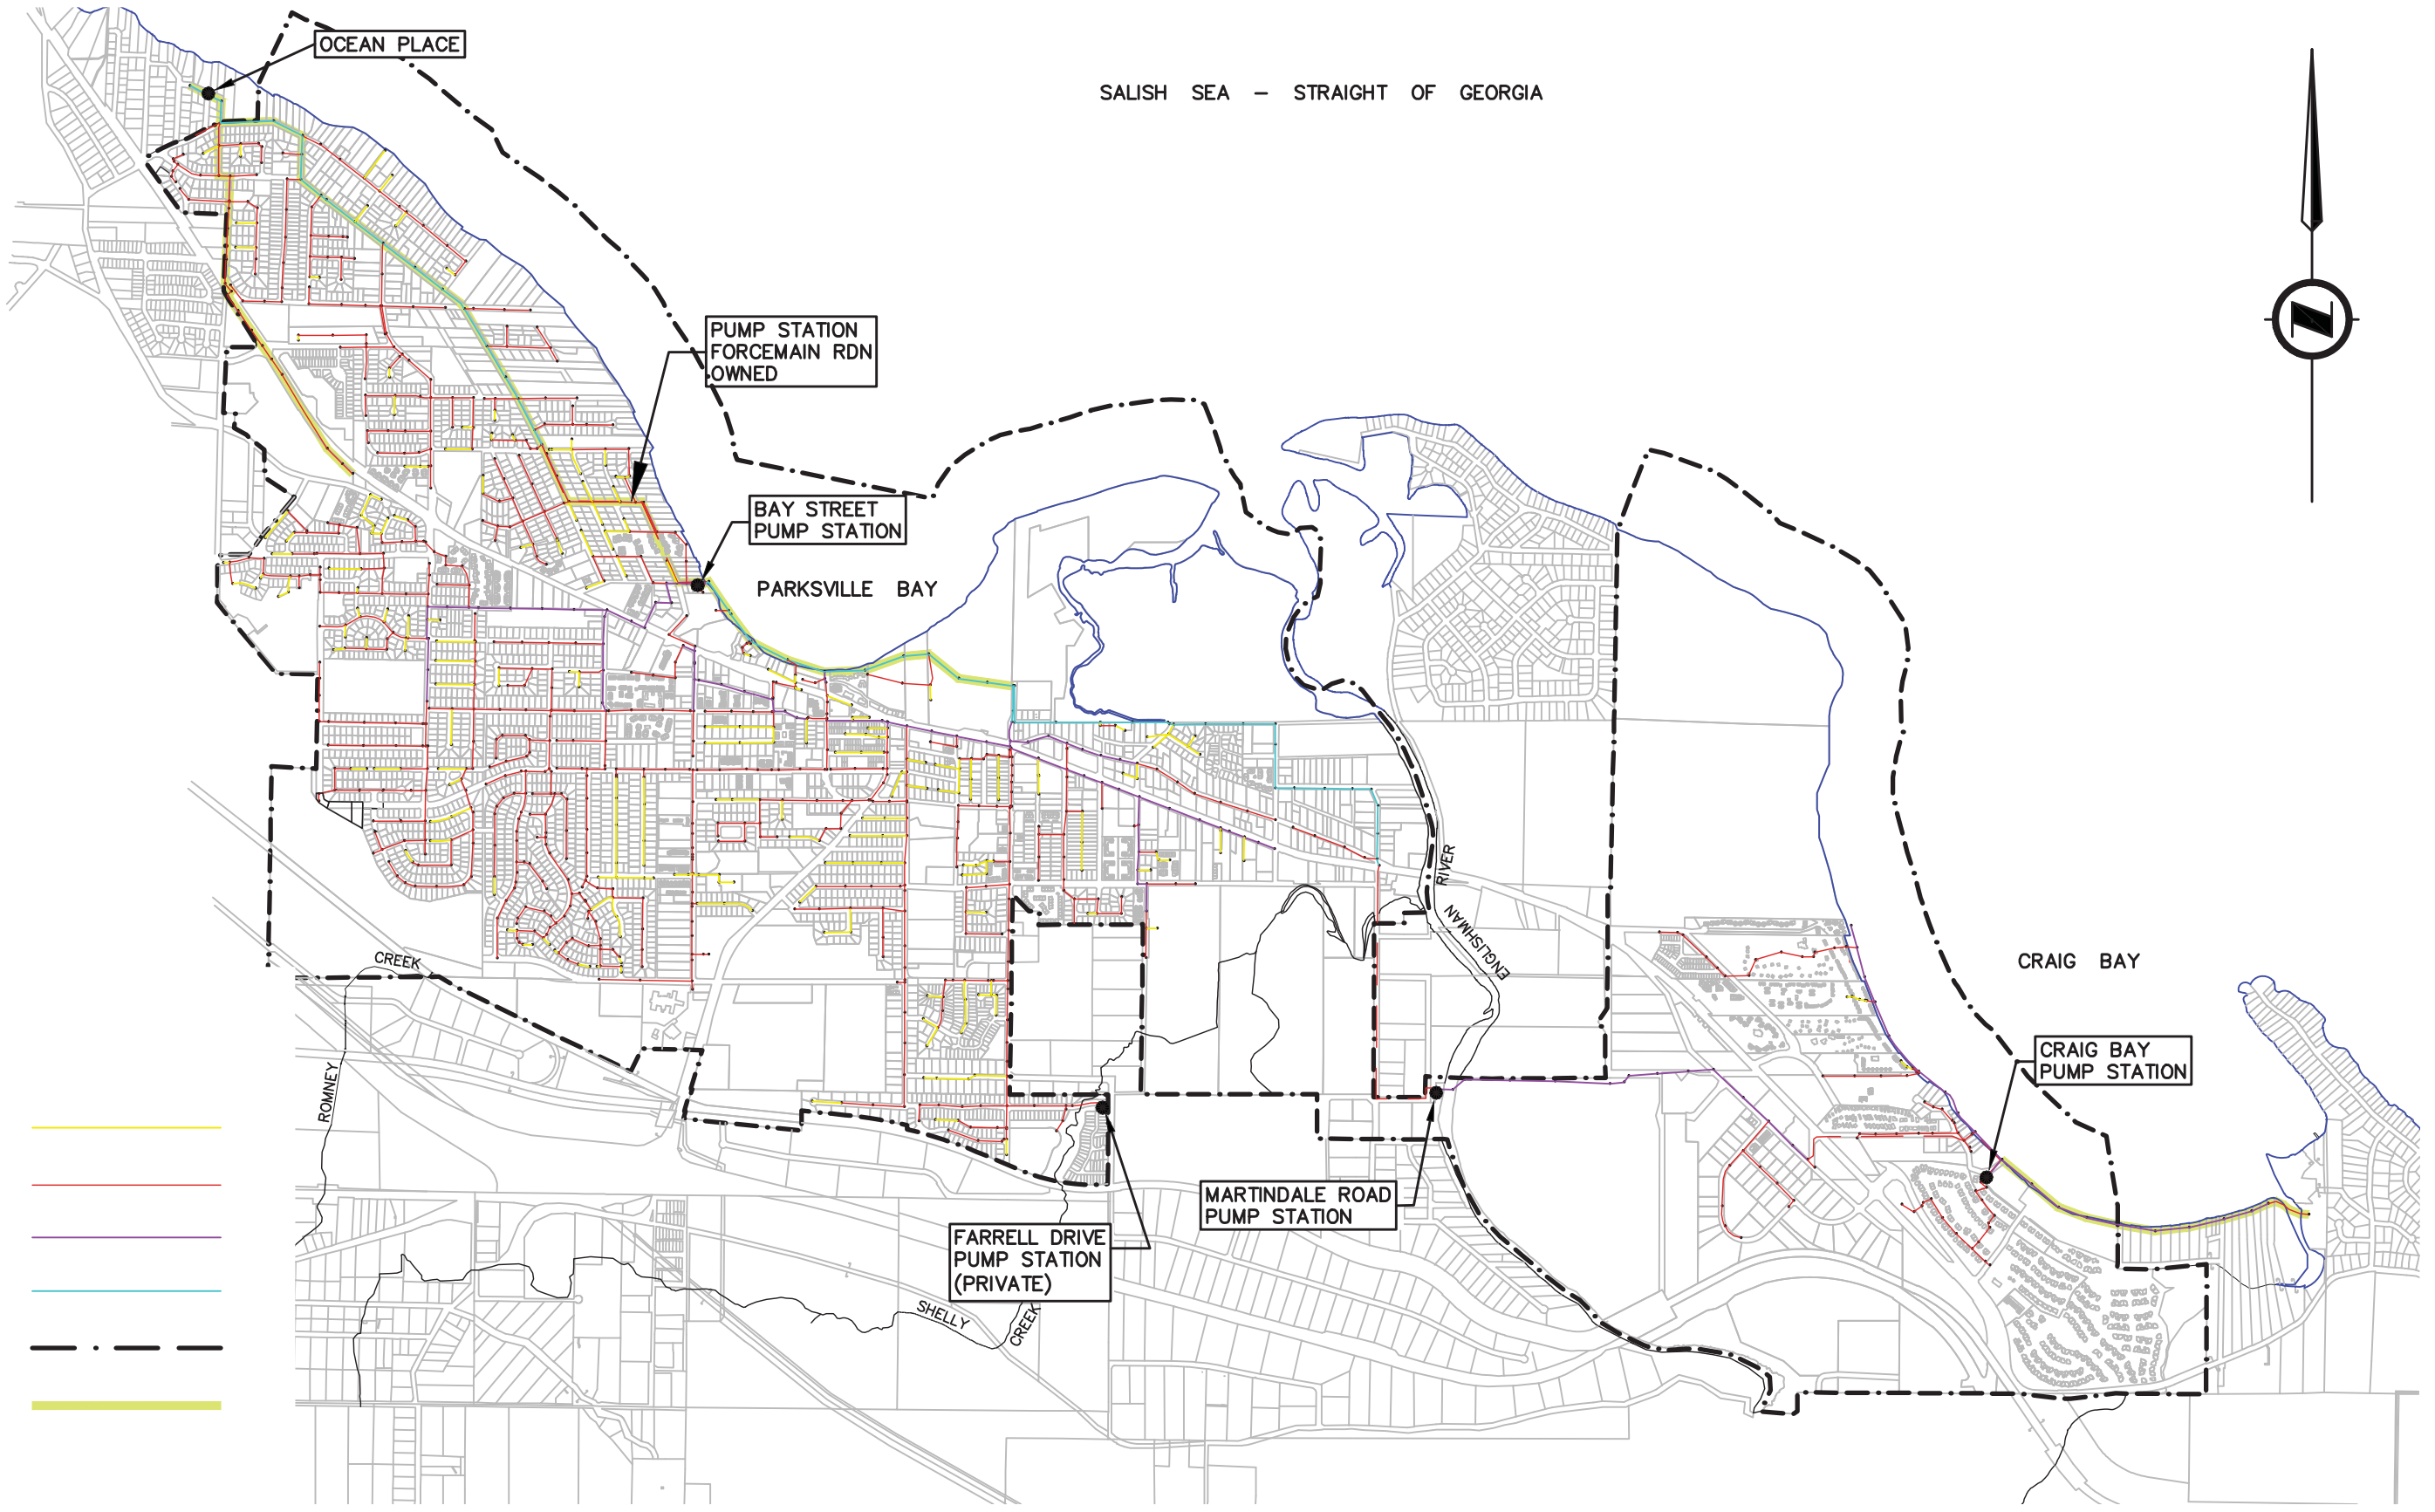 OCEAN PLACE
SALISH SEA – STRAIGHT OF GEORGIA
PUMP STATION
FORCEMAIN RDN
OWNED
BAY STREET
PUMP STATION
PARKSVILLE BAY
RIVER
ENGLISHMAN
CREEK
CRAIG BAY
CRAIG BAY
PUMP STATION
ROMNEY
MARTINDALE ROAD
PUMP STATION
FARRELL DRIVE
PUMP STATION
(PRIVATE)
SHELLY
CREEK